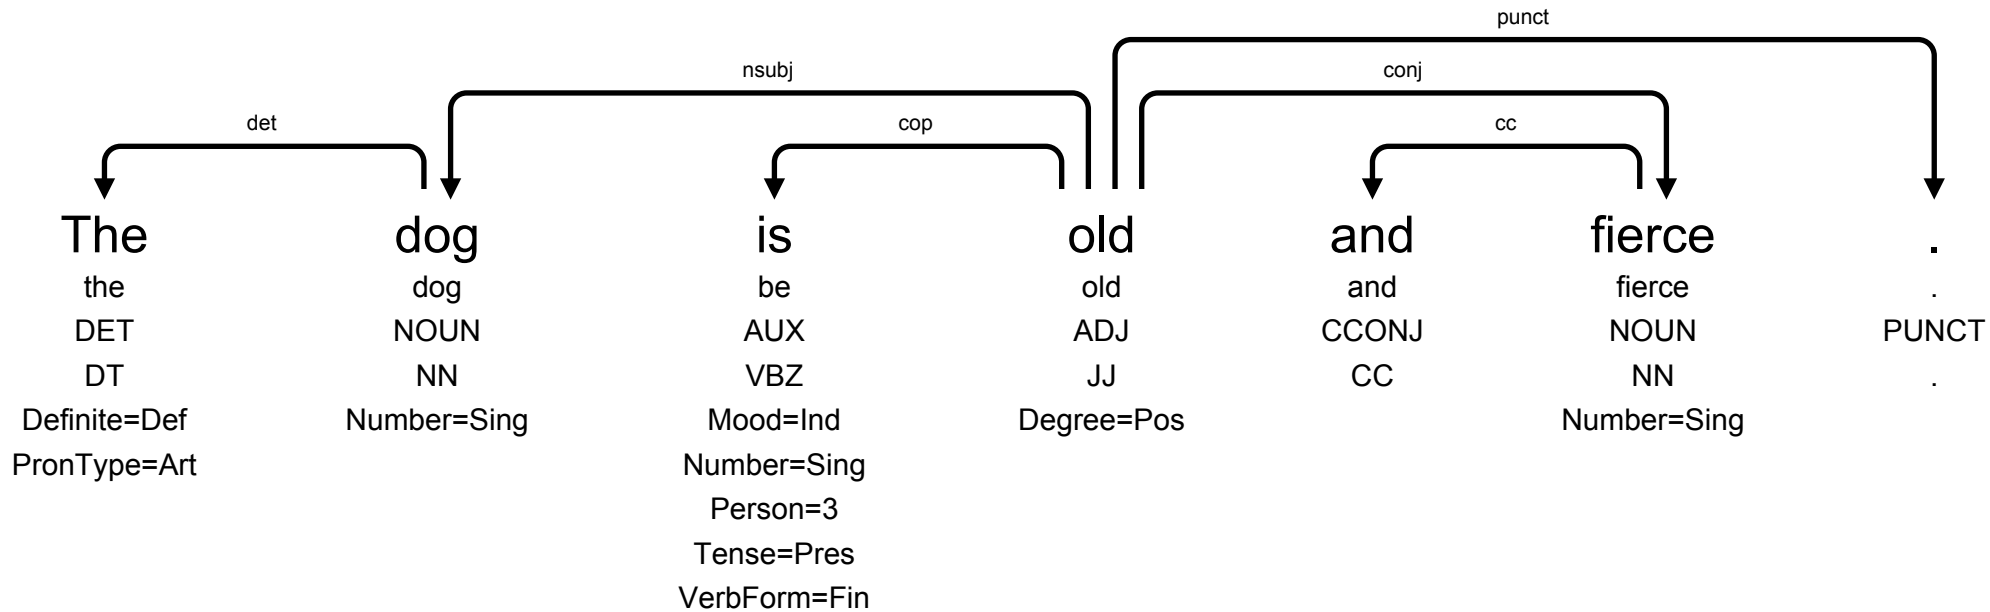 punct
nsubj conj
det cop cc
The dog is old and fierce .
the dog be old and fierce .
DET NOUN AUX ADJ CCONJ NOUN PUNCT
DT NN VBZ JJ CC NN .
Definite=Def Number=Sing Mood=Ind Degree=Pos Number=Sing
PronType=Art Number=Sing
Person=3
Tense=Pres
VerbForm=Fin